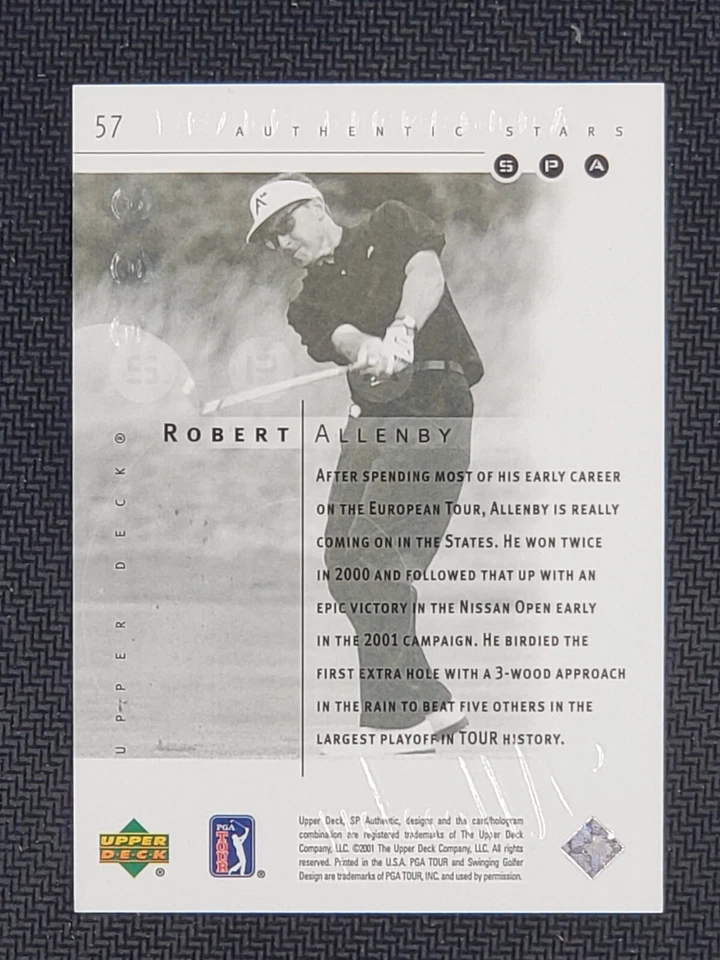 57
AUTHENTIC STARS
S P A
S P
ROBERT ALLENBY
AFTER SPENDING MOST OF HIS EARLY CAREER
ON THE EUROPEAN TOUR, ALLENBY IS REALLY
COMING ON IN THE STATES. HE WON TWICE
IN 2000 AND FOLLOWED THAT UP WITH AN
EPIC VICTORY IN THE NISSAN OPEN EARLY
IN THE 2001 CAMPAIGN. HE BIRDIED THE
FIRST EXTRA HOLE WITH A 3-WOOD APPROACH
IN THE RAIN TO BEAT FIVE OTHERS IN THE
LARGEST PLAYOFF IN TOUR HISTORY.
UPPER DECK®
UPPER
DECK®
PGA
TOUR®
Upper Deck, SP Authentic, designs and the card/hologram
combination are registered trademarks of The Upper Deck
Company, LLC. ©2001 The Upper Deck Company, LLC. All rights
reserved. Printed in the U.S.A. PGA TOUR and Swinging Golfer
Design are trademarks of PGA TOUR, INC. and used by permission.